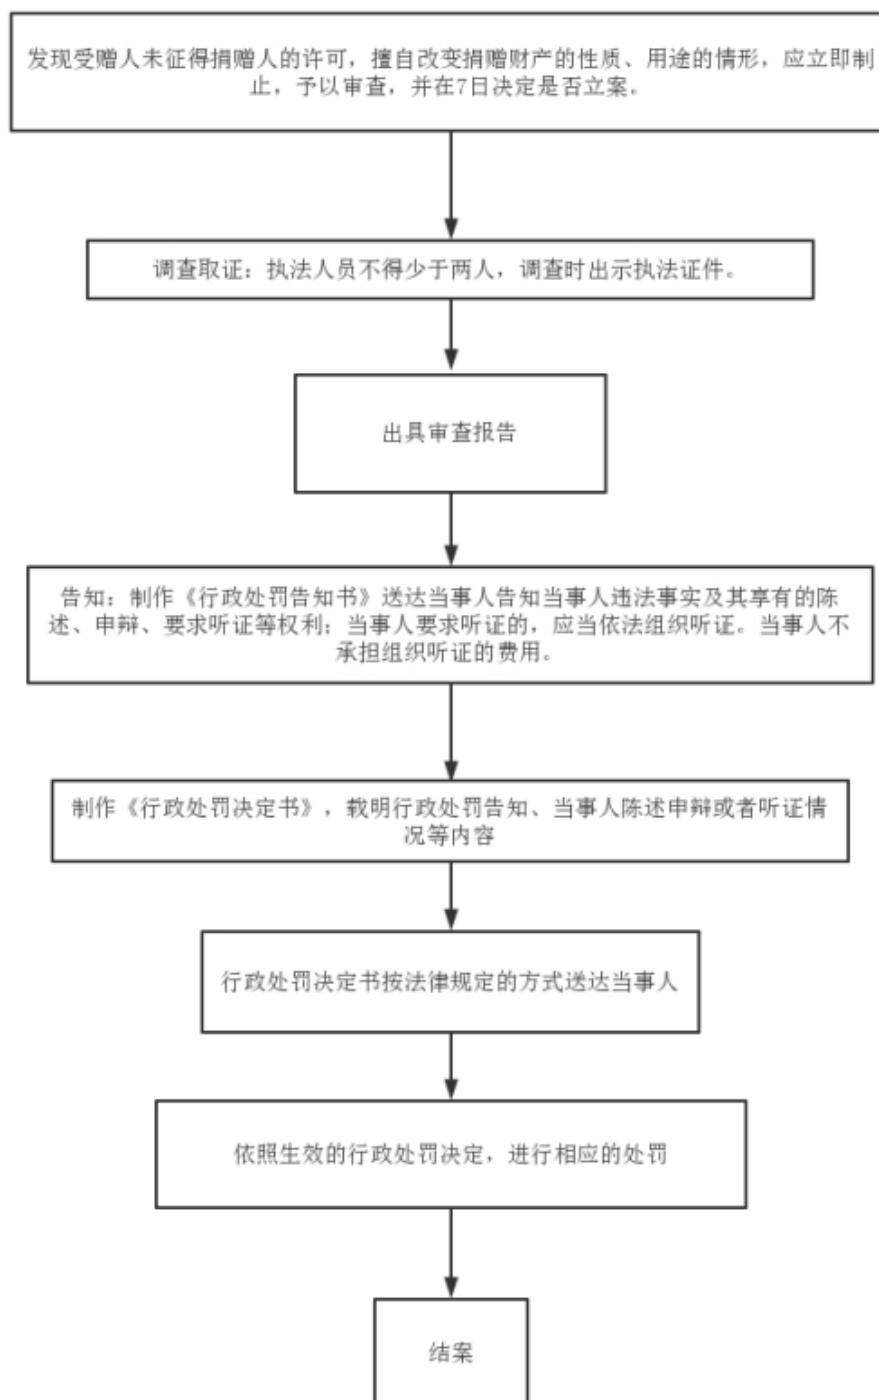 发现受赠人未征得捐赠人的许可，擅自改变捐赠财产的性质、用途的情形，应立即制
止，予以审查，并在7日决定是否立案。
调查取证：执法人员不得少于两人，调查时出示执法证件。
出具审查报告
告知：制作《行政处罚告知书》送达当事人告知当事人违法事实及其享有的陈
述、申辩、要求听证等权利；当事人要求听证的，应当依法组织听证。当事人不
承担组织听证的费用。
制作《行政处罚决定书》，载明行政处罚告知、当事人陈述申辩或者听证情
况等内容
行政处罚决定书按法律规定的方式送达当事人
依照生效的行政处罚决定，进行相应的处罚
结案